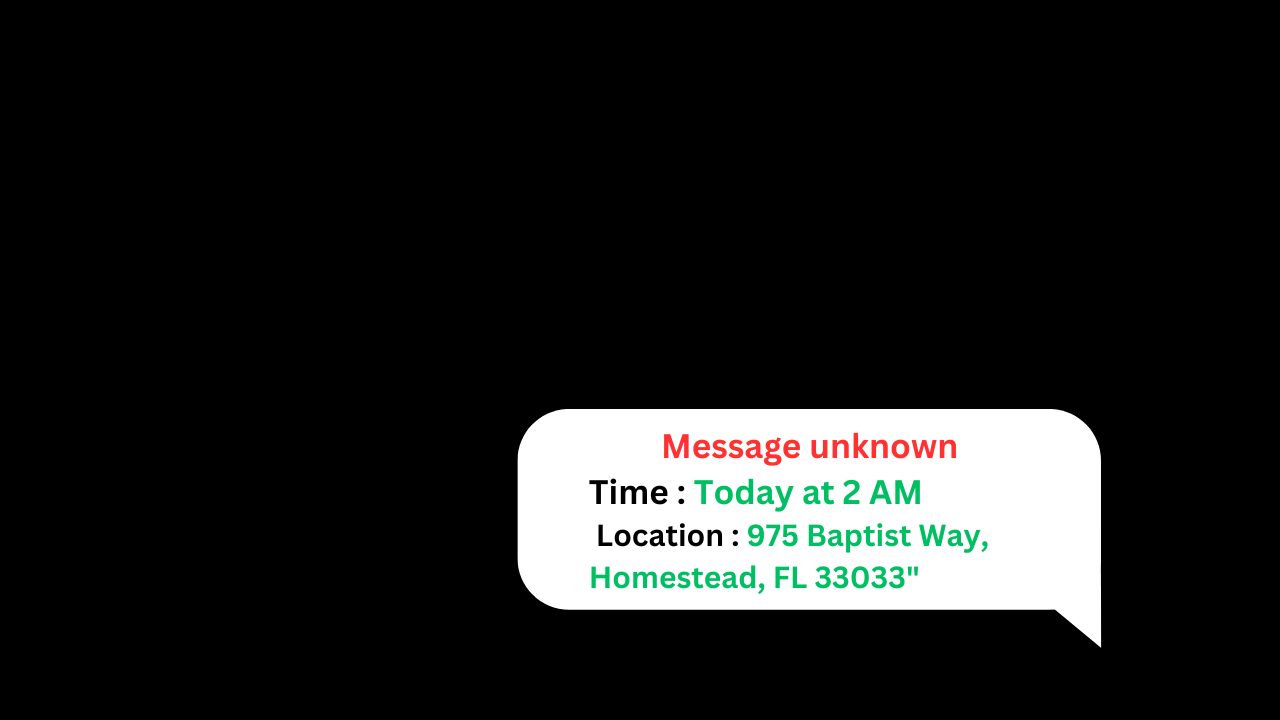 Message unknown
Time : Today at 2 AM
Location : 975 Baptist Way,
Homestead, FL 33033"